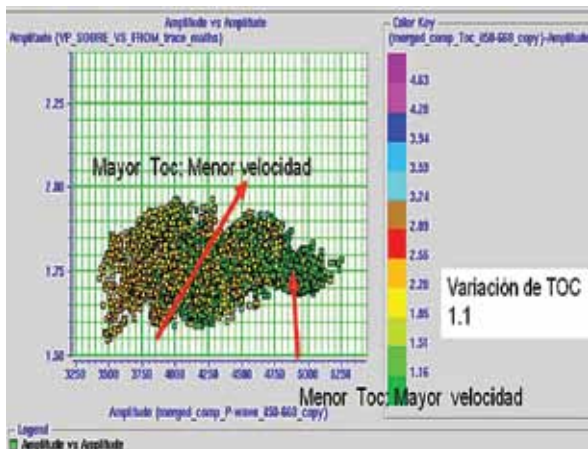 Amplitude vs Amplitude
Color Key
Amplitude (VP_SOBRE_VS FROM_trace_maths)
(merged_comp_Toc_850-660_copy)-Amplitude
4.63
4.28
2.25
3.94
3.59
Mayor Toc: Menor velocidad
3.24
2.00
2.89
2.55
2.20
Variación de TOC
1.75
1.85
1.1
1.51
1.50
1.16
3250 3500 3750 4000 4250 4500 4750 5000 5250
Menor Toc: Mayor velocidad
Amplitude (merged_comp_P-wave_850-660_copy)
Legend
Amplitude vs Amplitude